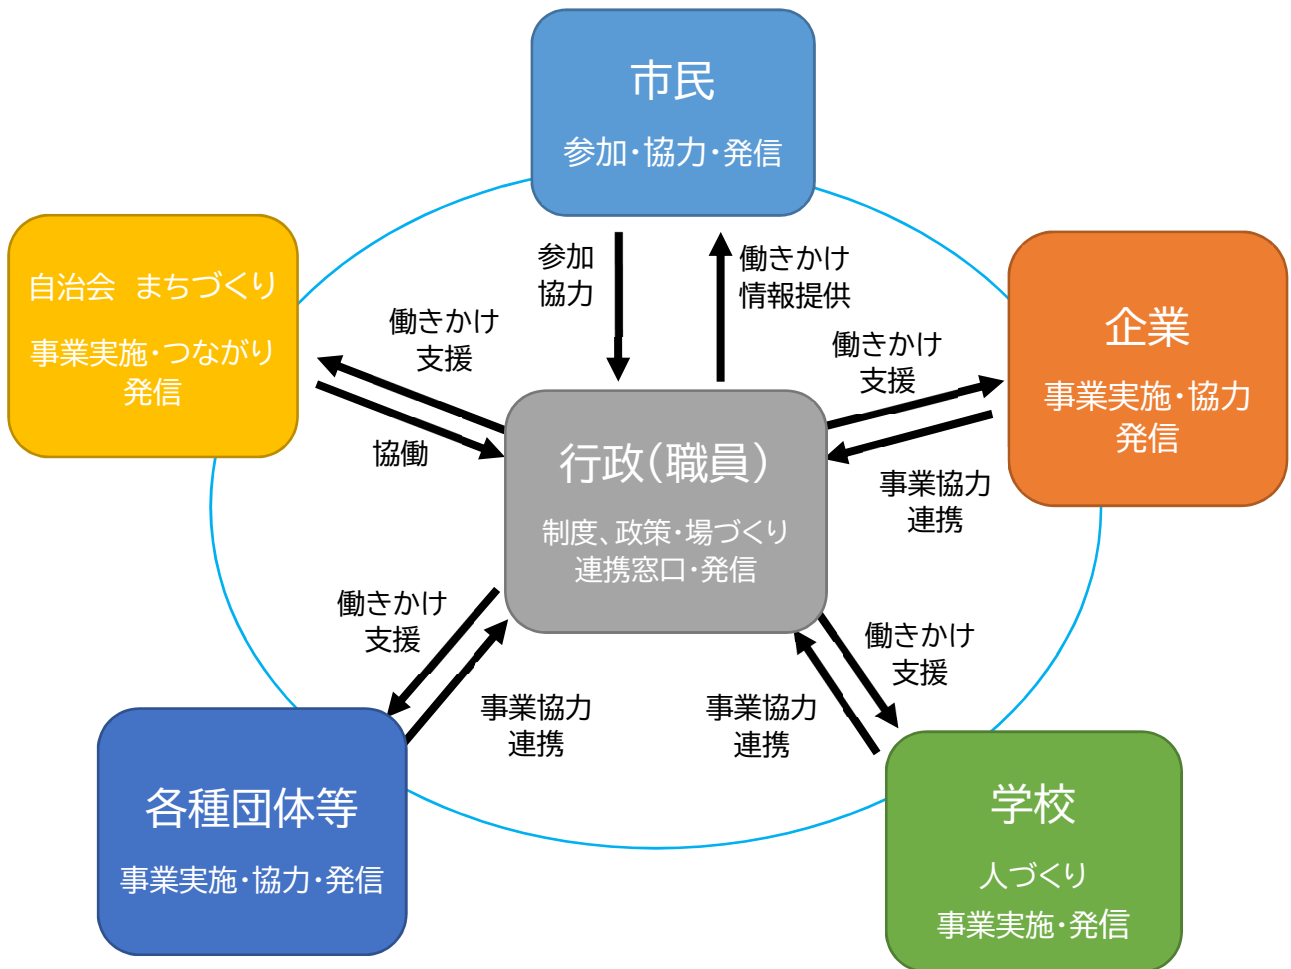 市民
参加・協力・発信
参加
協力
働きかけ
情報提供
自治会　まちづくり
事業実施・つながり
発信
働きかけ
支援
協働
働きかけ
支援
企業
事業実施・協力
発信
事業協力
連携
行政（職員）
制度、政策・場づくり
連携窓口・発信
働きかけ
支援
事業協力
連携
事業協力
連携
働きかけ
支援
各種団体等
事業実施・協力・発信
学校
人づくり
事業実施・発信